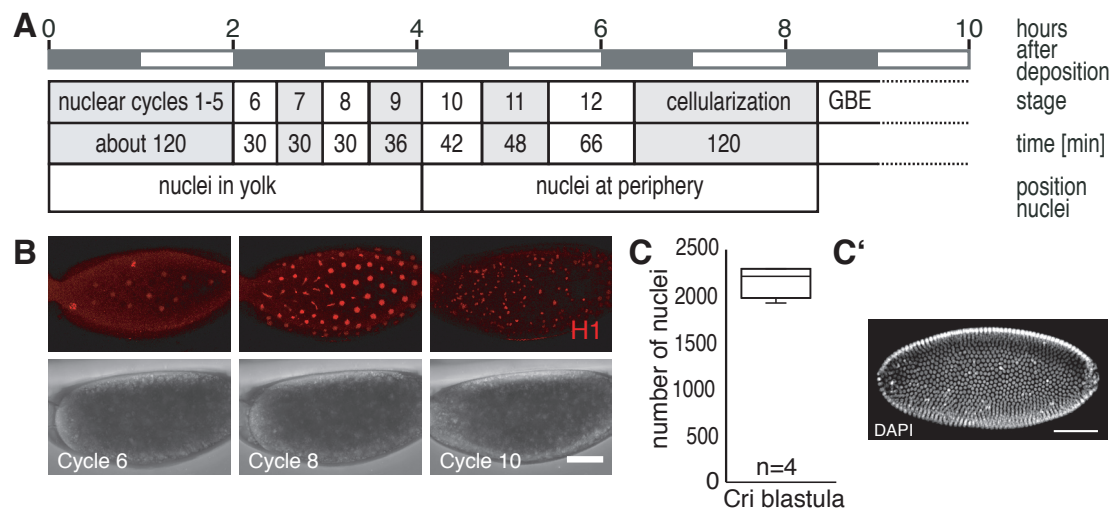 A
0 2 4 6 8 10 hours after deposition
nuclear cycles 1-5 6 7 8 9 10 11 12 cellularization GBE stage
about 120 30 30 30 36 42 48 66 120 time [min]
nuclei in yolk nuclei at periphery position nuclei
B
H1
Cycle 6 Cycle 8 Cycle 10
C
number of nuclei
2500
2000
1500
1000
500
0
n=4
Cri blastula
C'
DAPI